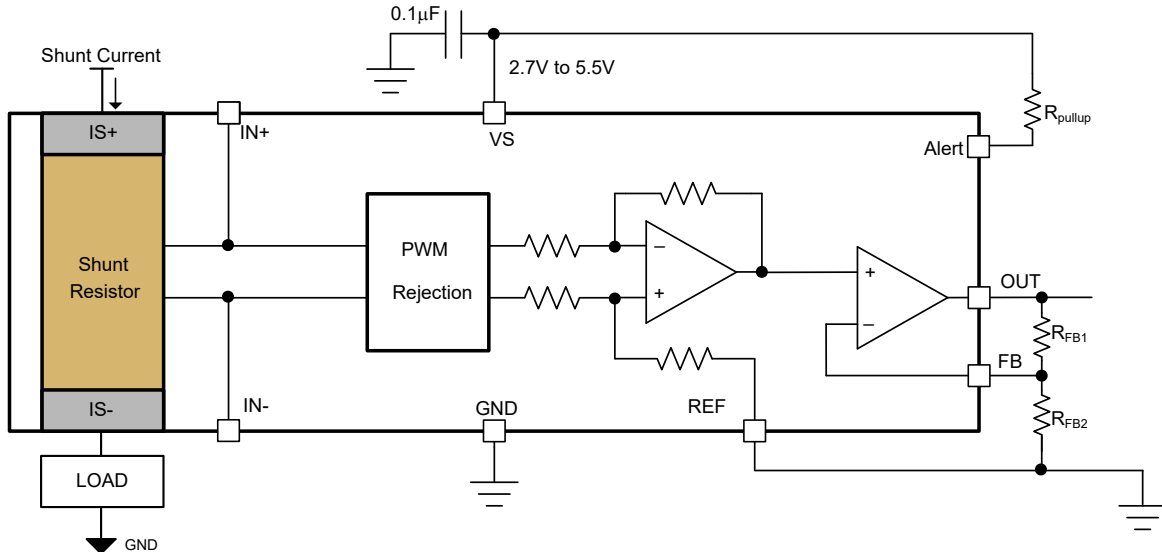 0.1μF
Shunt Current
2.7V to 5.5V
IS+
IN+
VS
Rpullup
Alert
PWM
Rejection
Shunt
Resistor
−
+
+
−
OUT
RFB1
FB
IS-
IN-
GND
REF
RFB2
LOAD
GND